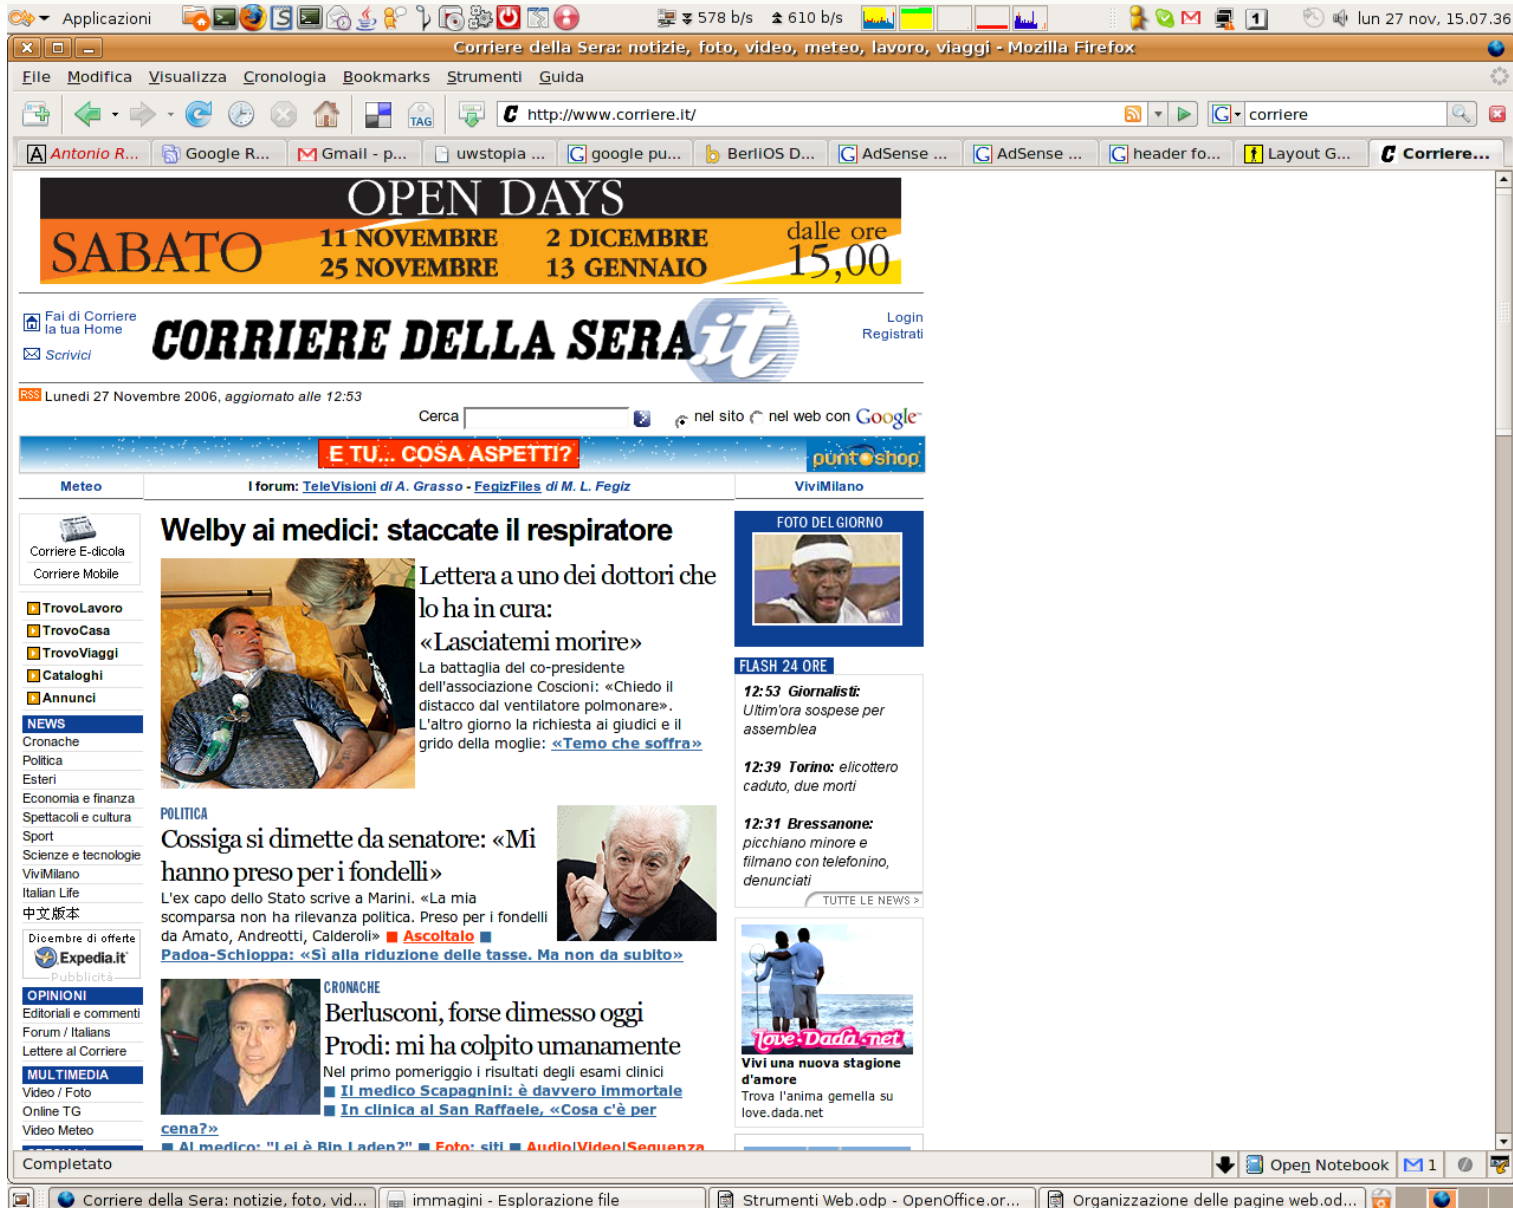 Applicazioni 578 b/s 610 b/s 1 lun 27 nov, 15.07.36
Corriere della Sera: notizie, foto, video, meteo, lavoro, viaggi - Mozilla Firefox
File Modifica Visualizza Cronologia Bookmarks Strumenti Guida
TAG http://www.corriere.it/ G corriere
Antonio R... Google R... Gmail - p... uwstopia ... google pu... BerliOS D... AdSense ... AdSense ... header fo... Layout G... Corriere...
OPEN DAYS
SABATO 11 NOVEMBRE 2 DICEMBRE dalle ore
25 NOVEMBRE 13 GENNAIO 15,00
Fai di Corriere
la tua Home
Scrivici
CORRIERE DELLA SERA.it
Login
Registrati
RSS Lunedi 27 Novembre 2006, aggiornato alle 12:53
Cerca nel sito nel web con Google
E TU... COSA ASPETTI? puntoshop
Meteo I forum: TeleVisioni di A. Grasso - FegizFiles di M. L. Fegiz ViviMilano
Corriere E-dicola
Corriere Mobile
TrovoLavoro
TrovoCasa
TrovoViaggi
Cataloghi
Annunci
NEWS
Cronache
Politica
Esteri
Economia e finanza
Spettacoli e cultura
Sport
Scienze e tecnologie
ViviMilano
Italian Life
中文版本
Dicembre di offerte
Expedia.it
Pubblicità
OPINIONI
Editoriali e commenti
Forum / Italians
Lettere al Corriere
MULTIMEDIA
Video / Foto
Online TG
Video Meteo
Welby ai medici: staccate il respiratore
Lettera a uno dei dottori che
lo ha in cura:
«Lasciatemi morire»
La battaglia del co-presidente
dell'associazione Coscioni: «Chiedo il
distacco dal ventilatore polmonare».
L'altro giorno la richiesta ai giudici e il
grido della moglie: «Temo che soffra»
POLITICA
Cossiga si dimette da senatore: «Mi
hanno preso per i fondelli»
L'ex capo dello Stato scrive a Marini. «La mia
scomparsa non ha rilevanza politica. Preso per i fondelli
da Amato, Andreotti, Calderoli» Ascoltalo
Padoa-Schioppa: «Sì alla riduzione delle tasse. Ma non da subito»
CRONACHE
Berlusconi, forse dimesso oggi
Prodi: mi ha colpito umanamente
Nel primo pomeriggio i risultati degli esami clinici
Il medico Scapagnini: è davvero immortale
In clinica al San Raffaele, «Cosa c'è per
cena?»
Al medico: "Lei è Bin Laden?" Foto: siti Audio|Video|Sequenza
FOTO DEL GIORNO
FLASH 24 ORE
12:53 Giornalisti:
Ultim'ora sospese per
assemblea
12:39 Torino: elicottero
caduto, due morti
12:31 Bressanone:
picchiano minore e
filmano con telefonino,
denunciati
TUTTE LE NEWS >
love.Dada.net
Vivi una nuova stagione
d'amore
Trova l'anima gemella su
love.dada.net
Completato Open Notebook 1
Corriere della Sera: notizie, foto, vid... immagini - Esplorazione file Strumenti Web.odp - OpenOffice.or... Organizzazione delle pagine web.od...